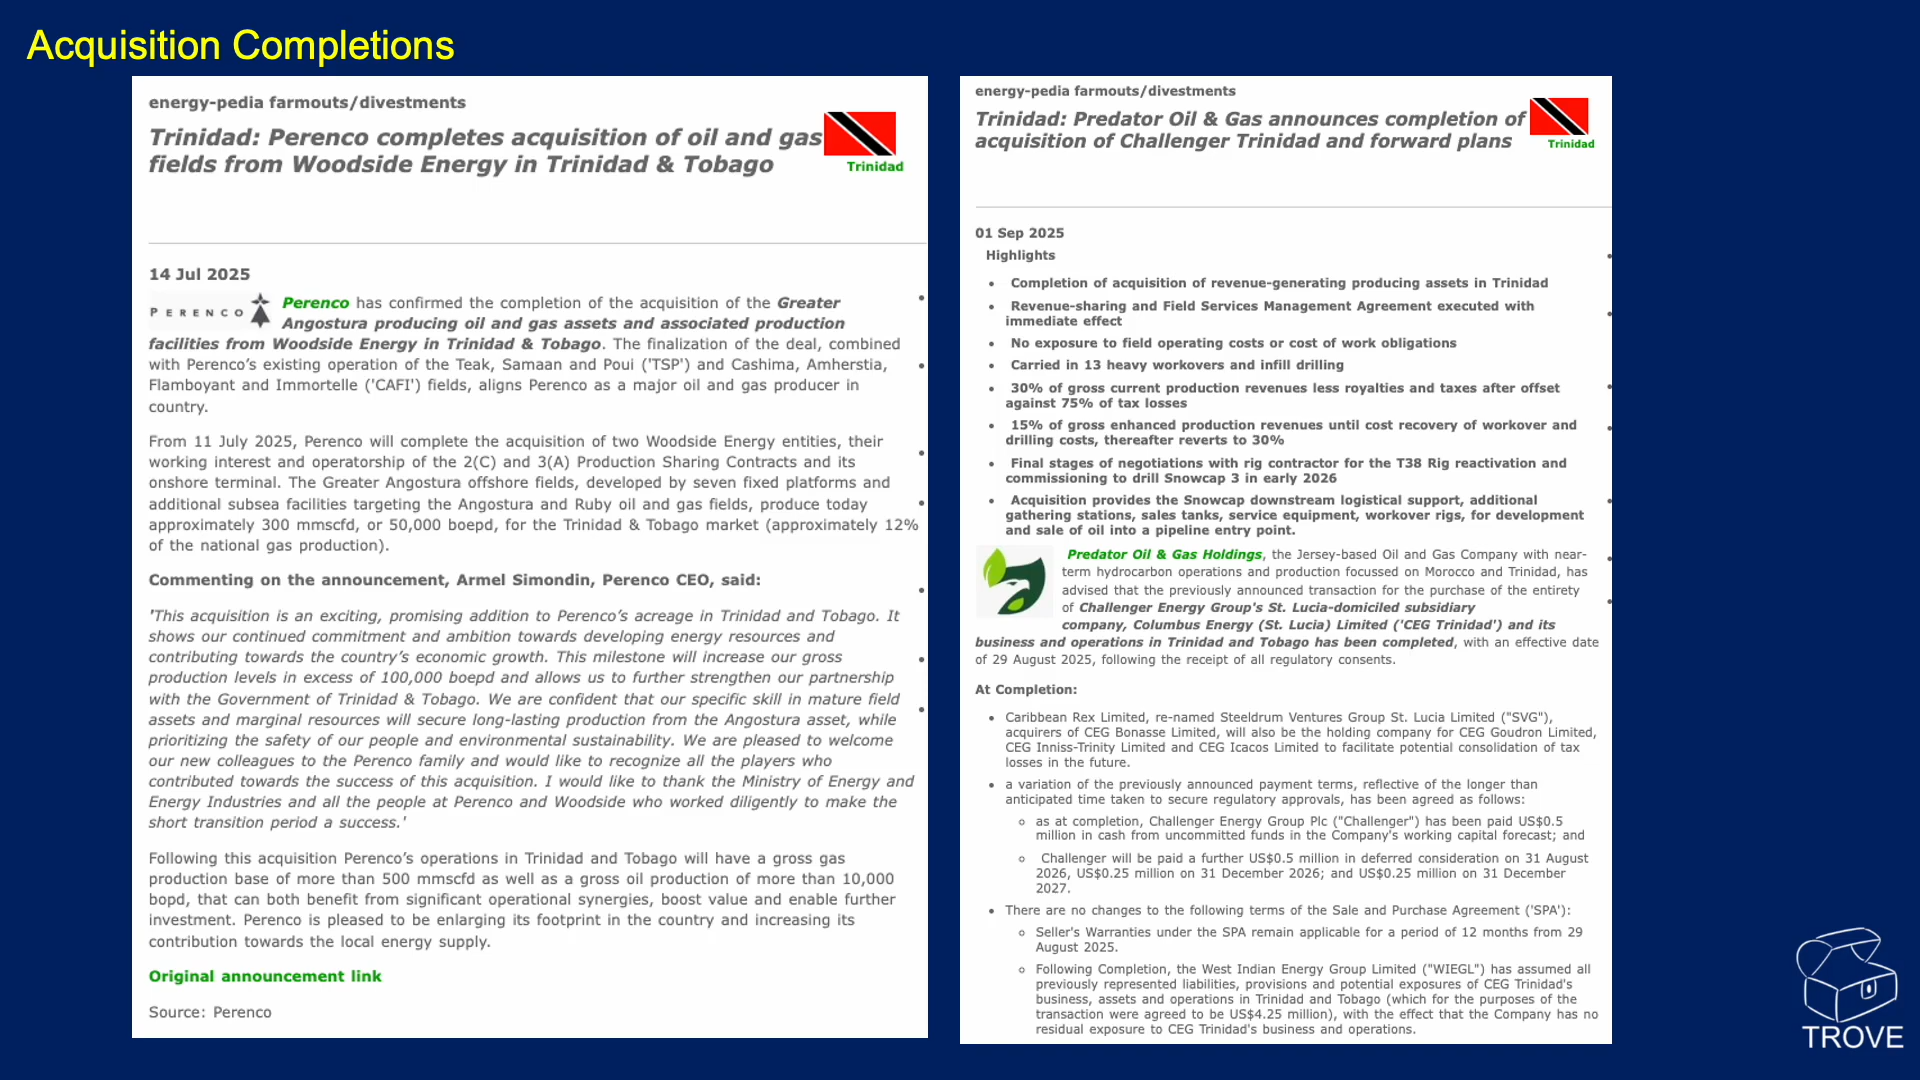 Acquisition Completions
energy-pedia farmouts/divestments
Trinidad: Perenco completes acquisition of oil and gas
fields from Woodside Energy in Trinidad & Tobago
Trinidad
14 Jul 2025
PERENCO
Perenco has confirmed the completion of the acquisition of the Greater
Angostura producing oil and gas assets and associated production
facilities from Woodside Energy in Trinidad & Tobago. The finalization of the deal, combined
with Perenco’s existing operation of the Teak, Samaan and Poui ('TSP') and Cashima, Amherstia,
Flamboyant and Immortelle ('CAFI') fields, aligns Perenco as a major oil and gas producer in
country.
From 11 July 2025, Perenco will complete the acquisition of two Woodside Energy entities, their
working interest and operatorship of the 2(C) and 3(A) Production Sharing Contracts and its
onshore terminal. The Greater Angostura offshore fields, developed by seven fixed platforms and
additional subsea facilities targeting the Angostura and Ruby oil and gas fields, produce today
approximately 300 mmscfd, or 50,000 boepd, for the Trinidad & Tobago market (approximately 12%
of the national gas production).
Commenting on the announcement, Armel Simondin, Perenco CEO, said:
'This acquisition is an exciting, promising addition to Perenco’s acreage in Trinidad and Tobago. It
shows our continued commitment and ambition towards developing energy resources and
contributing towards the country’s economic growth. This milestone will increase our gross
production levels in excess of 100,000 boepd and allows us to further strengthen our partnership
with the Government of Trinidad & Tobago. We are confident that our specific skill in mature field
assets and marginal resources will secure long-lasting production from the Angostura asset, while
prioritizing the safety of our people and environmental sustainability. We are pleased to welcome
our new colleagues to the Perenco family and would like to recognize all the players who
contributed towards the success of this acquisition. I would like to thank the Ministry of Energy and
Energy Industries and all the people at Perenco and Woodside who worked diligently to make the
short transition period a success.'
Following this acquisition Perenco’s operations in Trinidad and Tobago will have a gross gas
production base of more than 500 mmscfd as well as a gross oil production of more than 10,000
bopd, that can both benefit from significant operational synergies, boost value and enable further
investment. Perenco is pleased to be enlarging its footprint in the country and increasing its
contribution towards the local energy supply.
Original announcement link
Source: Perenco
energy-pedia farmouts/divestments
Trinidad: Predator Oil & Gas announces completion of
acquisition of Challenger Trinidad and forward plans
Trinidad
01 Sep 2025
Highlights
• Completion of acquisition of revenue-generating producing assets in Trinidad
• Revenue-sharing and Field Services Management Agreement executed with
immediate effect
• No exposure to field operating costs or cost of work obligations
• Carried in 13 heavy workovers and infill drilling
• 30% of gross current production revenues less royalties and taxes after offset
against 75% of tax losses
• 15% of gross enhanced production revenues until cost recovery of workover and
drilling costs, thereafter reverts to 30%
• Final stages of negotiations with rig contractor for the T38 Rig reactivation and
commissioning to drill Snowcap 3 in early 2026
• Acquisition provides the Snowcap downstream logistical support, additional
gathering stations, sales tanks, service equipment, workover rigs, for development
and sale of oil into a pipeline entry point.
Predator Oil & Gas Holdings, the Jersey-based Oil and Gas Company with near-
term hydrocarbon operations and production focussed on Morocco and Trinidad, has
advised that the previously announced transaction for the purchase of the entirety
of Challenger Energy Group's St. Lucia-domiciled subsidiary
company, Columbus Energy (St. Lucia) Limited ('CEG Trinidad') and its
business and operations in Trinidad and Tobago has been completed, with an effective date
of 29 August 2025, following the receipt of all regulatory consents.
At Completion:
• Caribbean Rex Limited, re-named Steeldrum Ventures Group St. Lucia Limited ("SVG"),
acquirers of CEG Bonasse Limited, will also be the holding company for CEG Goudron Limited,
CEG Inniss-Trinity Limited and CEG Icacos Limited to facilitate potential consolidation of tax
losses in the future.
• a variation of the previously announced payment terms, reflective of the longer than
anticipated time taken to secure regulatory approvals, has been agreed as follows:
○ as at completion, Challenger Energy Group Plc ("Challenger") has been paid US$0.5
million in cash from uncommitted funds in the Company's working capital forecast; and
○ Challenger will be paid a further US$0.5 million in deferred consideration on 31 August
2026, US$0.25 million on 31 December 2026; and US$0.25 million on 31 December
2027.
• There are no changes to the following terms of the Sale and Purchase Agreement ('SPA'):
○ Seller's Warranties under the SPA remain applicable for a period of 12 months from 29
August 2025.
○ Following Completion, the West Indian Energy Group Limited ("WIEGL") has assumed all
previously represented liabilities, provisions and potential exposures of CEG Trinidad's
business, assets and operations in Trinidad and Tobago (which for the purposes of the
transaction were agreed to be US$4.25 million), with the effect that the Company has no
residual exposure to CEG Trinidad's business and operations.
TROVE